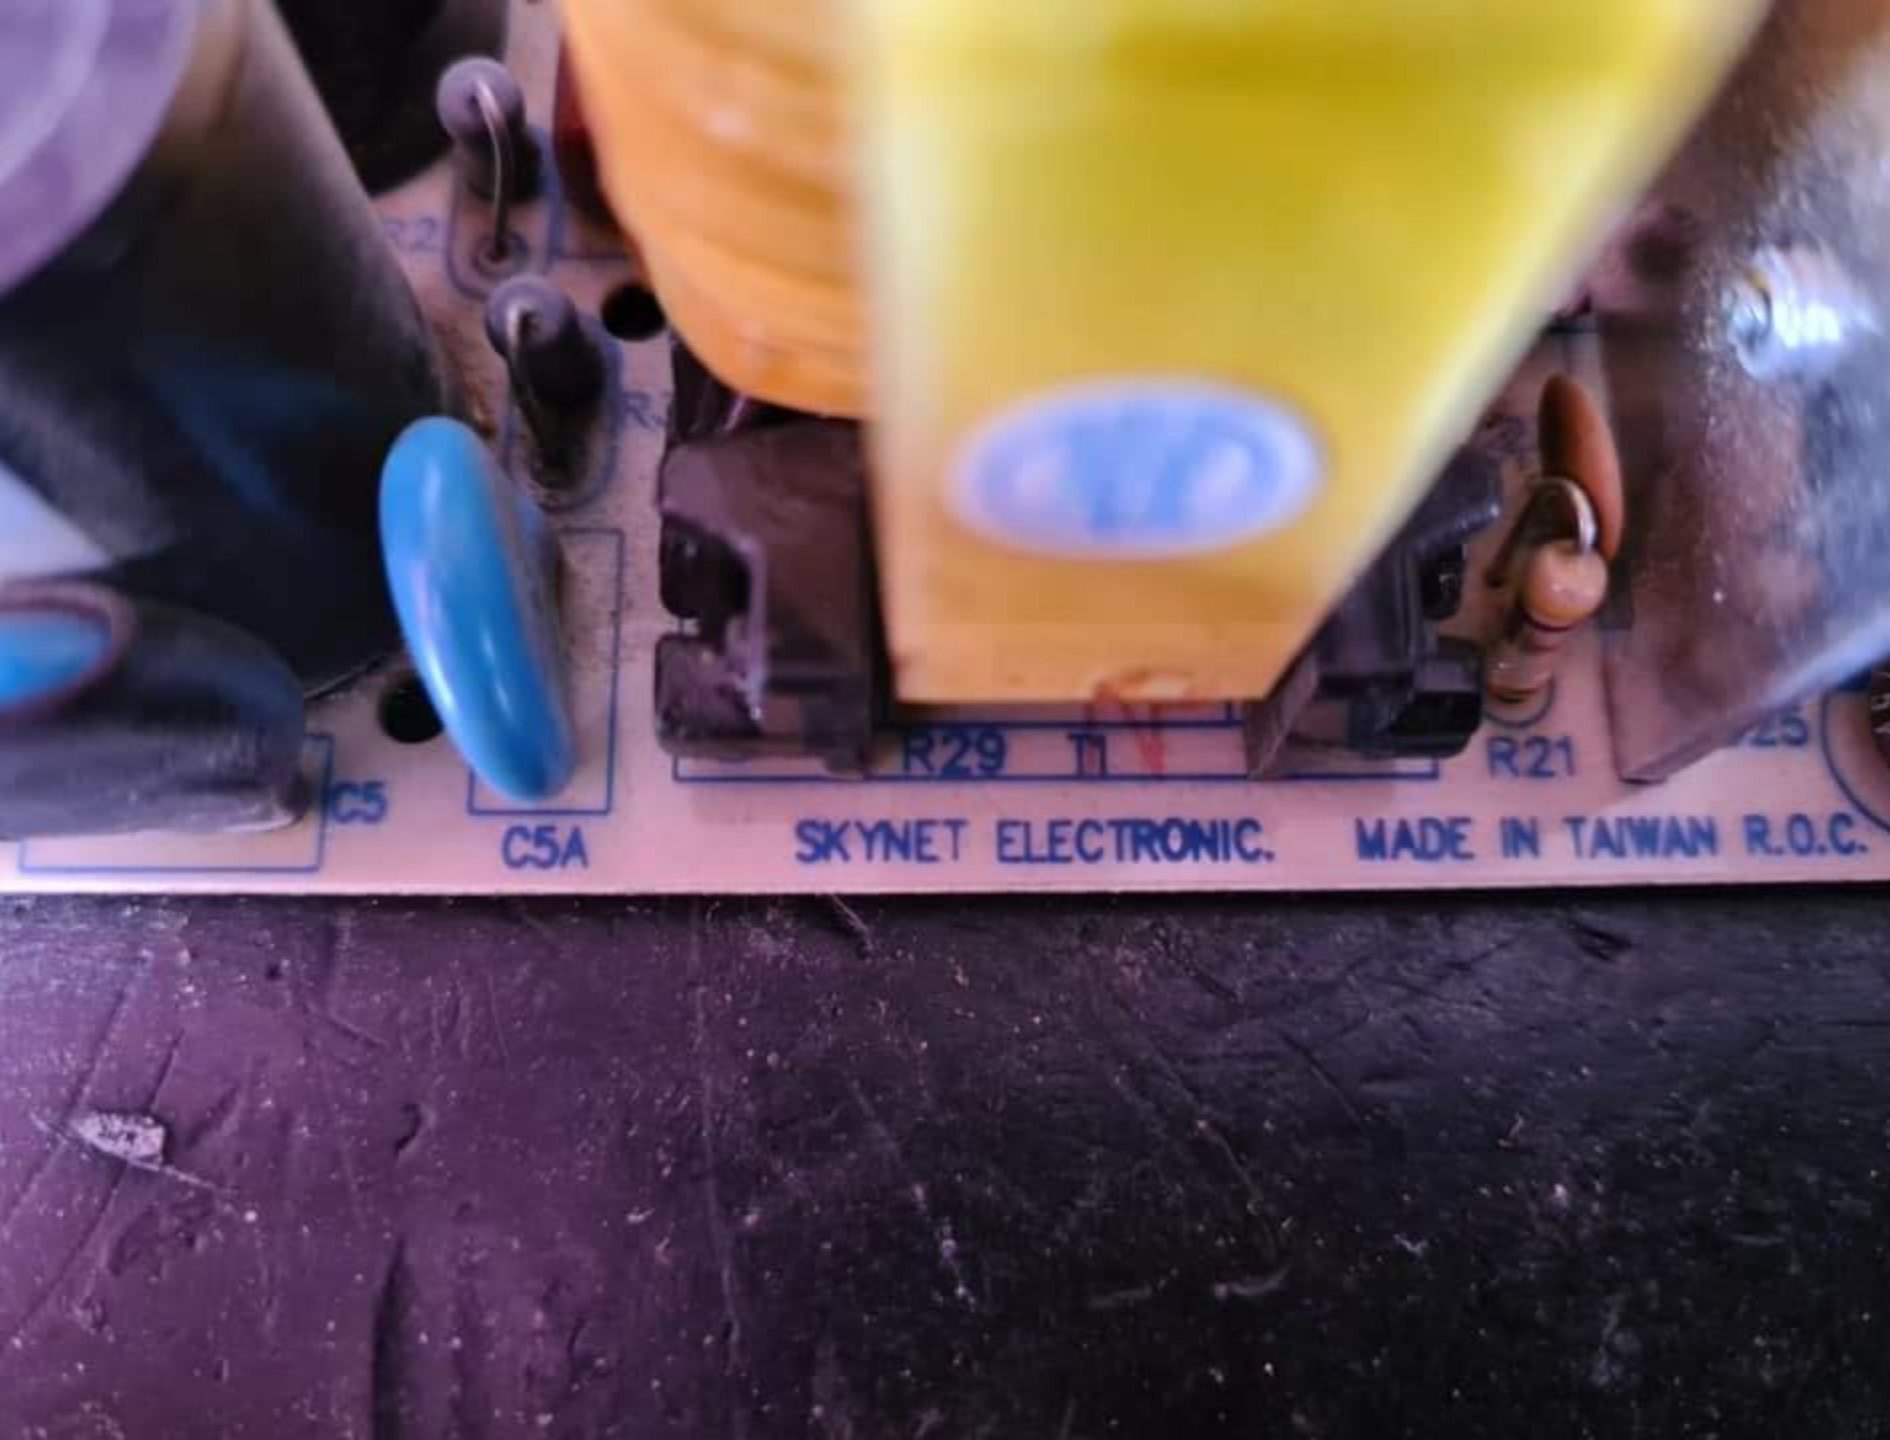 R29 T1
R21
C5
C5A
SKYNET ELECTRONIC. MADE IN TAIWAN R.O.C.